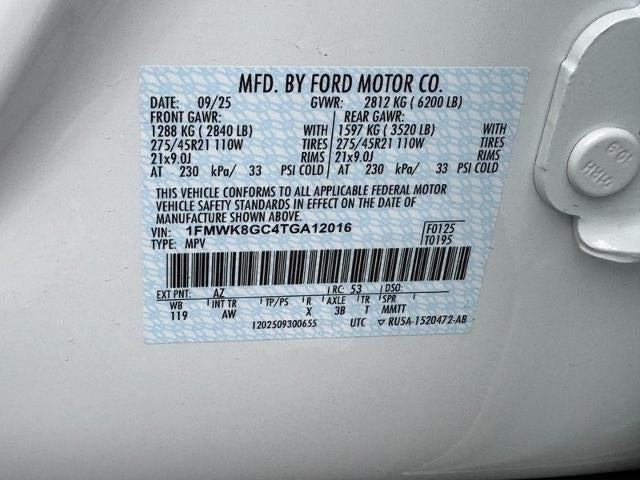 MFD. BY FORD MOTOR CO.
DATE: 09/25 GVWR: 2812 KG ( 6200 LB)
FRONT GAWR: REAR GAWR:
1288 KG ( 2840 LB) WITH 1597 KG ( 3520 LB) WITH
275/45R21 110W TIRES 275/45R21 110W TIRES
21x9.0J RIMS 21x9.0J RIMS
AT 230 kPa/ 33 PSI COLD AT 230 kPa/ 33 PSI COLD
THIS VEHICLE CONFORMS TO ALL APPLICABLE FEDERAL MOTOR
VEHICLE SAFETY STANDARDS IN EFFECT ON THE DATE OF
MANUFACTURE SHOWN ABOVE.
VIN: 1FMWK8GC4TGA12016 F0125
TYPE: MPV T0195
EXT PNT: AZ RC: 53 DSO:
WB INT TR TP/PS R AXLE TR SPR
119 AW X 3B T MMTT
1202509300655 UTC ▽ RU5A-1520472-AB